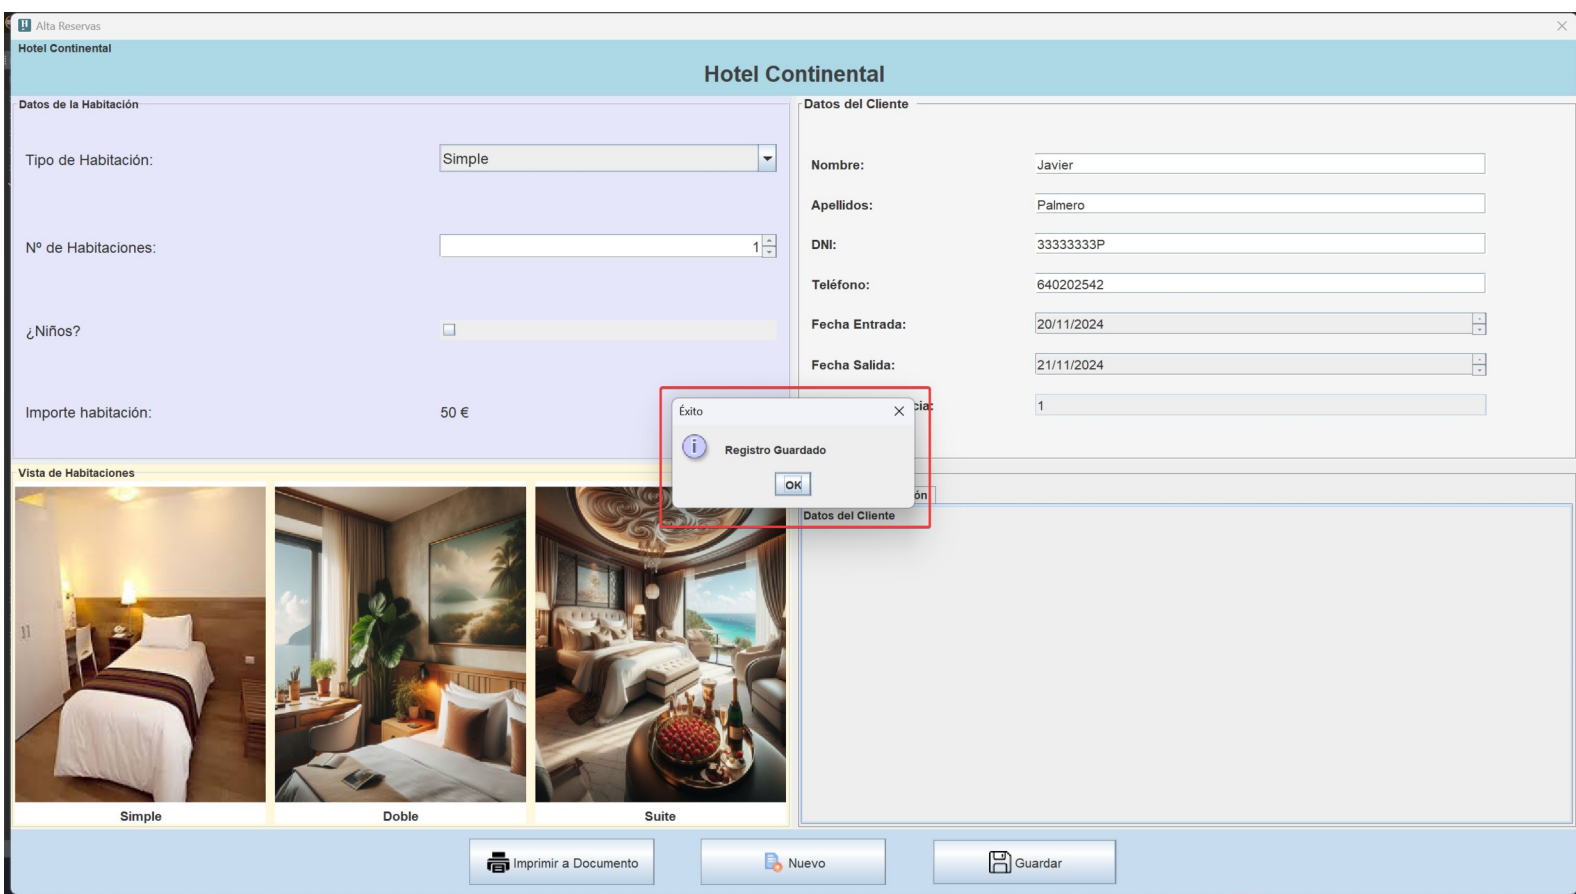 Alta Reservas
Hotel Continental
Hotel Continental
Datos de la Habitación
Tipo de Habitación:
Simple
Nº de Habitaciones:
1
¿Niños?
Importe habitación:
50 €
Datos del Cliente
Nombre:
Javier
Apellidos:
Palmero
DNI:
33333333P
Teléfono:
640202542
Fecha Entrada:
20/11/2024
Fecha Salida:
21/11/2024
cia:
1
Éxito
Registro Guardado
OK
Vista de Habitaciones
Simple
Doble
Suite
ón
Datos del Cliente
Imprimir a Documento
Nuevo
Guardar